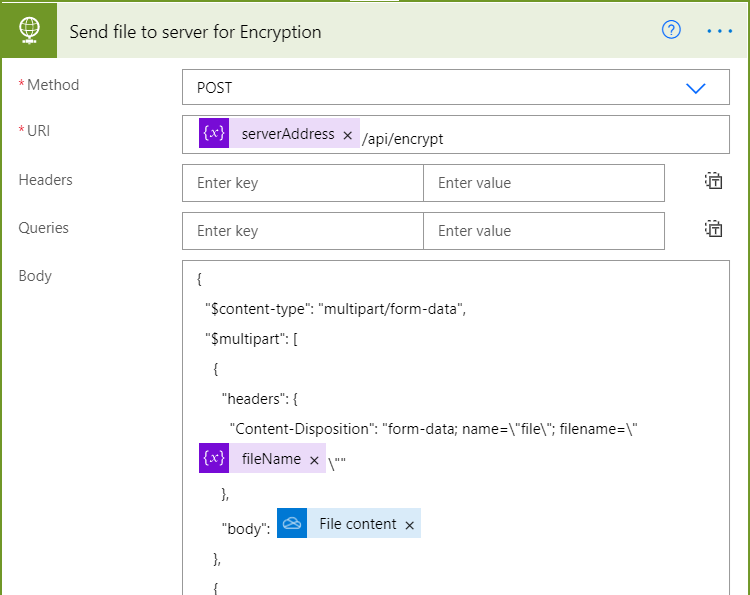 Send file to server for Encryption
* Method
POST
* URI
{x} serverAddress × /api/encrypt
Headers
Enter key
Enter value
Queries
Enter key
Enter value
Body
{
"$content-type": "multipart/form-data",
"$multipart": [
{
"headers": {
"Content-Disposition": "form-data; name=\"file\"; filename=\"
{x} fileName × \""
},
"body": File content ×
},
{